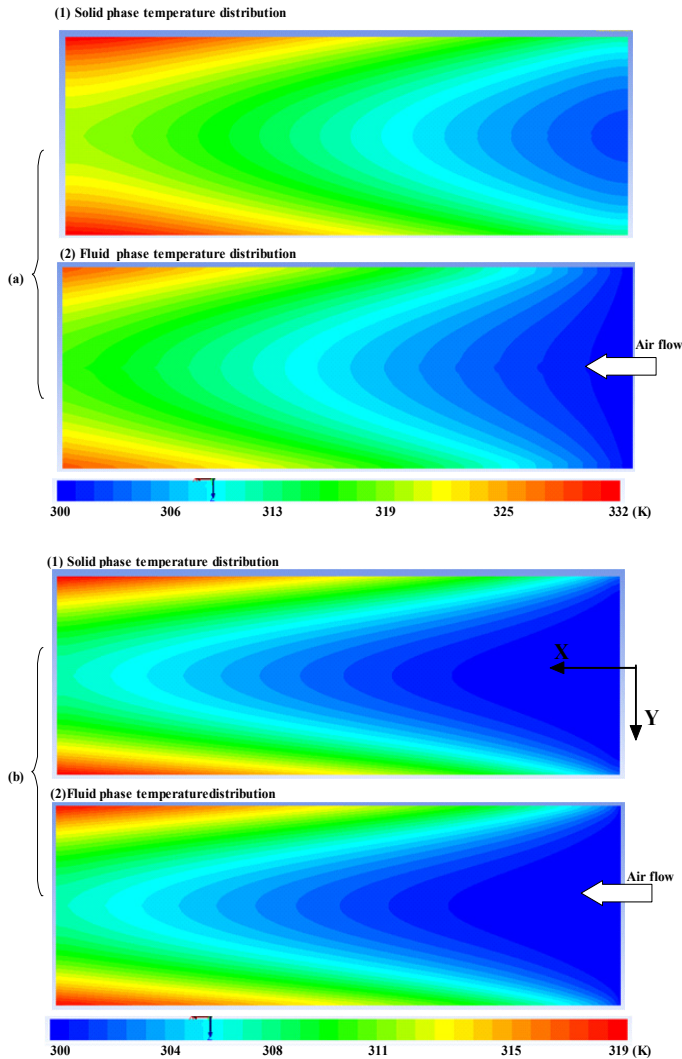 (1) Solid phase temperature distribution
(a)
(2) Fluid phase temperature distribution
Air flow
300 306 313 319 325 332 (K)
(1) Solid phase temperature distribution
X
Y
(b)
(2)Fluid phase temperaturedistribution
Air flow
300 304 308 311 315 319 (K)